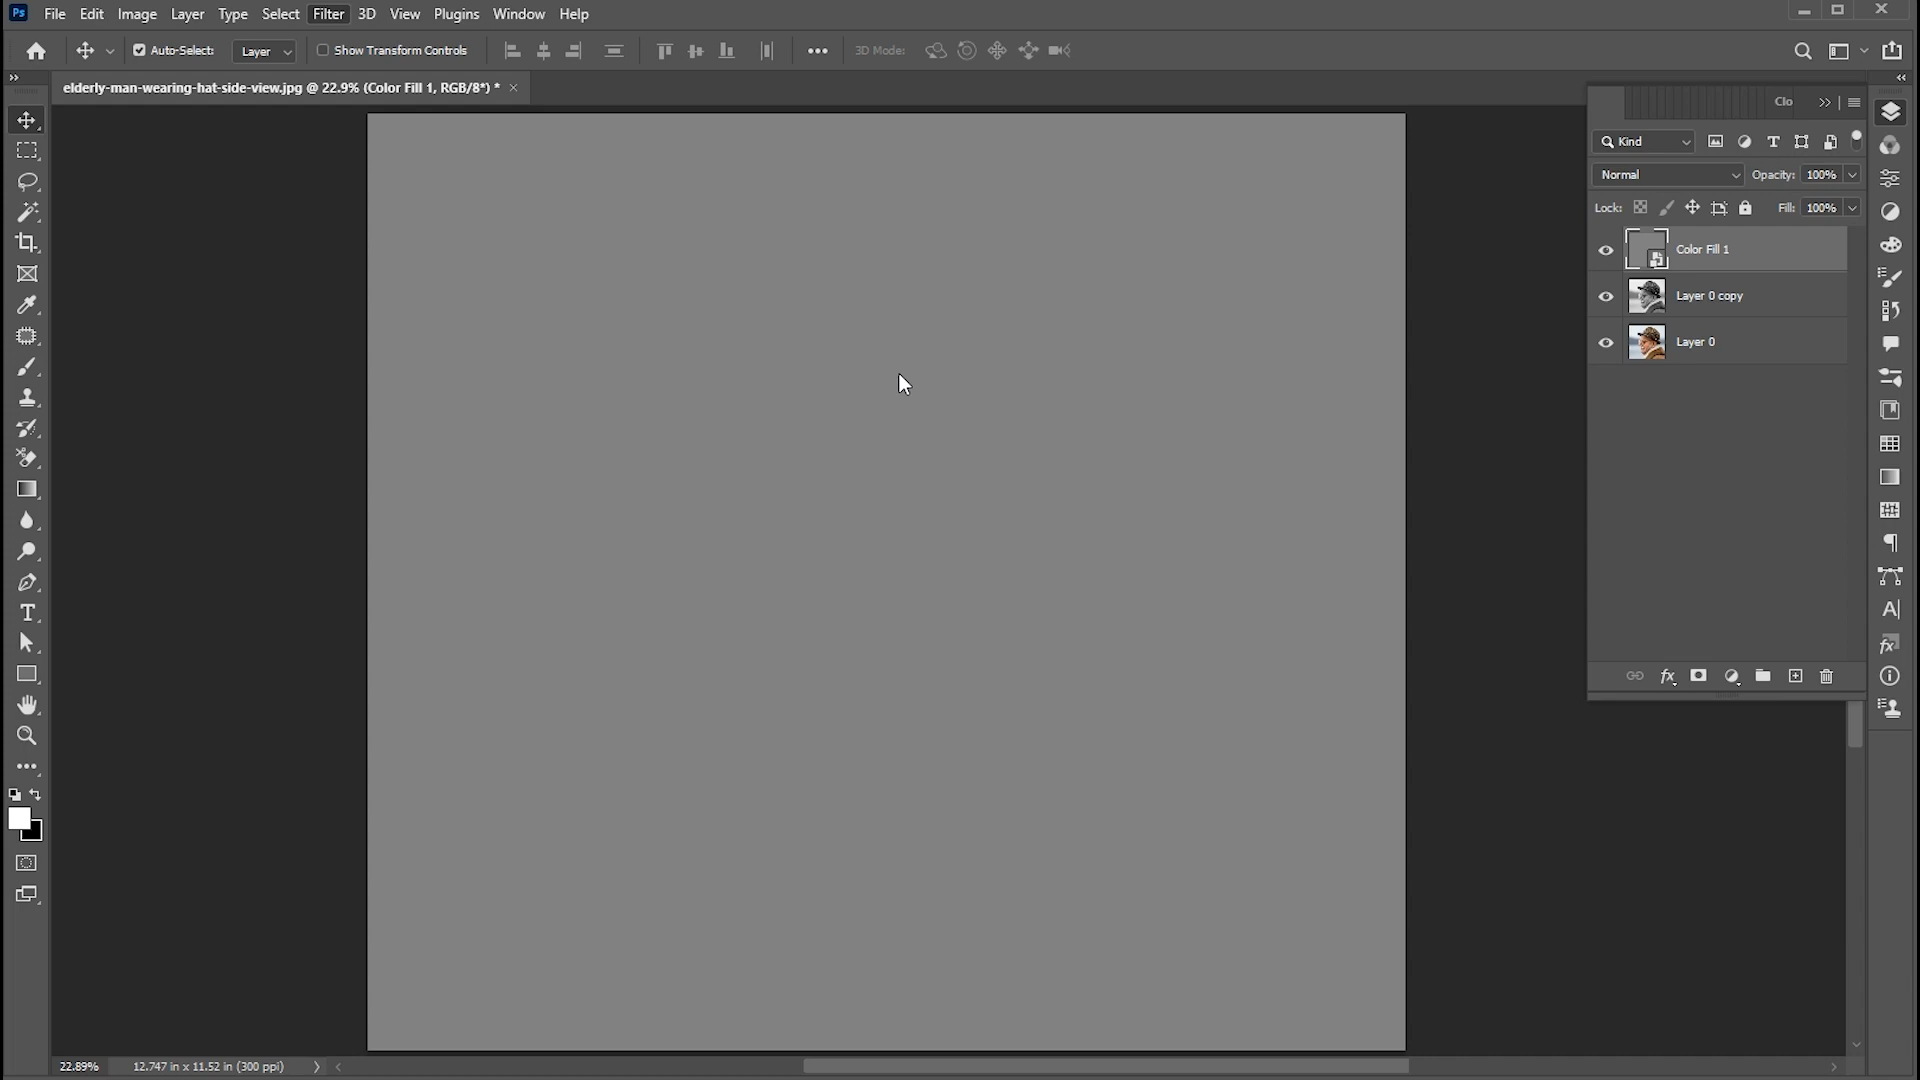 Ps File Edit Image Layer Type Select Filter 3D View Plugins Window Help
Auto-Select: Layer Show Transform Controls 3D Mode:
elderly-man-wearing-hat-side-view.jpg @ 22.9% (Color Fill 1, RGB/8*) *
Clo
Kind
Normal Opacity: 100%
Lock: Fill: 100%
Color Fill 1
Layer 0 copy
Layer 0
fx
22.89% 12.747 in x 11.52 in (300 ppi)